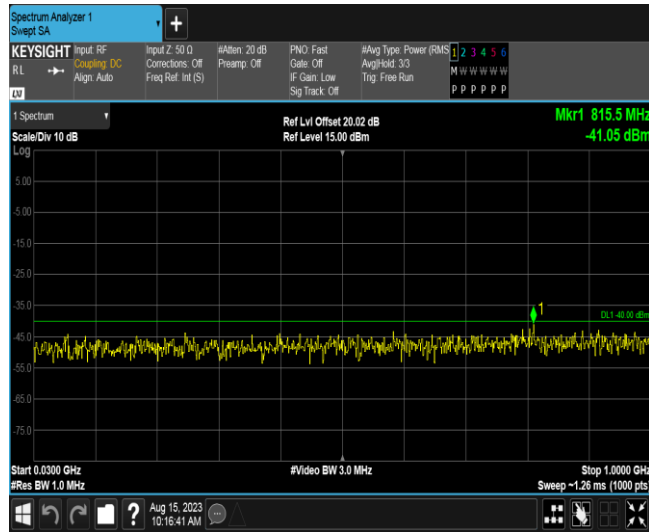 Spectrum Analyzer 1
Swept SA
+
KEYSIGHT
RL
LXI
Input: RF
Coupling: DC
Align: Auto
Input Z: 50 Ω
Corrections: Off
Freq Ref: Int (S)
#Atten: 20 dB
Preamp: Off
PNO: Fast
Gate: Off
IF Gain: Low
Sig Track: Off
#Avg Type: Power (RMS
Avg|Hold: 3/3
Trig: Free Run
1 2 3 4 5 6
M W W W W W
P P P P P P
1 Spectrum
Scale/Div 10 dB
Ref Lvl Offset 20.02 dB
Ref Level 15.00 dBm
Mkr1 815.5 MHz
-41.05 dBm
Log
5.00
-5.00
-15.0
-25.0
-35.0
1
DL1 -40.00 dBm
-45.0
-55.0
-65.0
-75.0
Start 0.0300 GHz
#Video BW 3.0 MHz
Stop 1.0000 GHz
#Res BW 1.0 MHz
Sweep ~1.26 ms (1000 pts)
?
Aug 15, 2023
10:16:41 AM